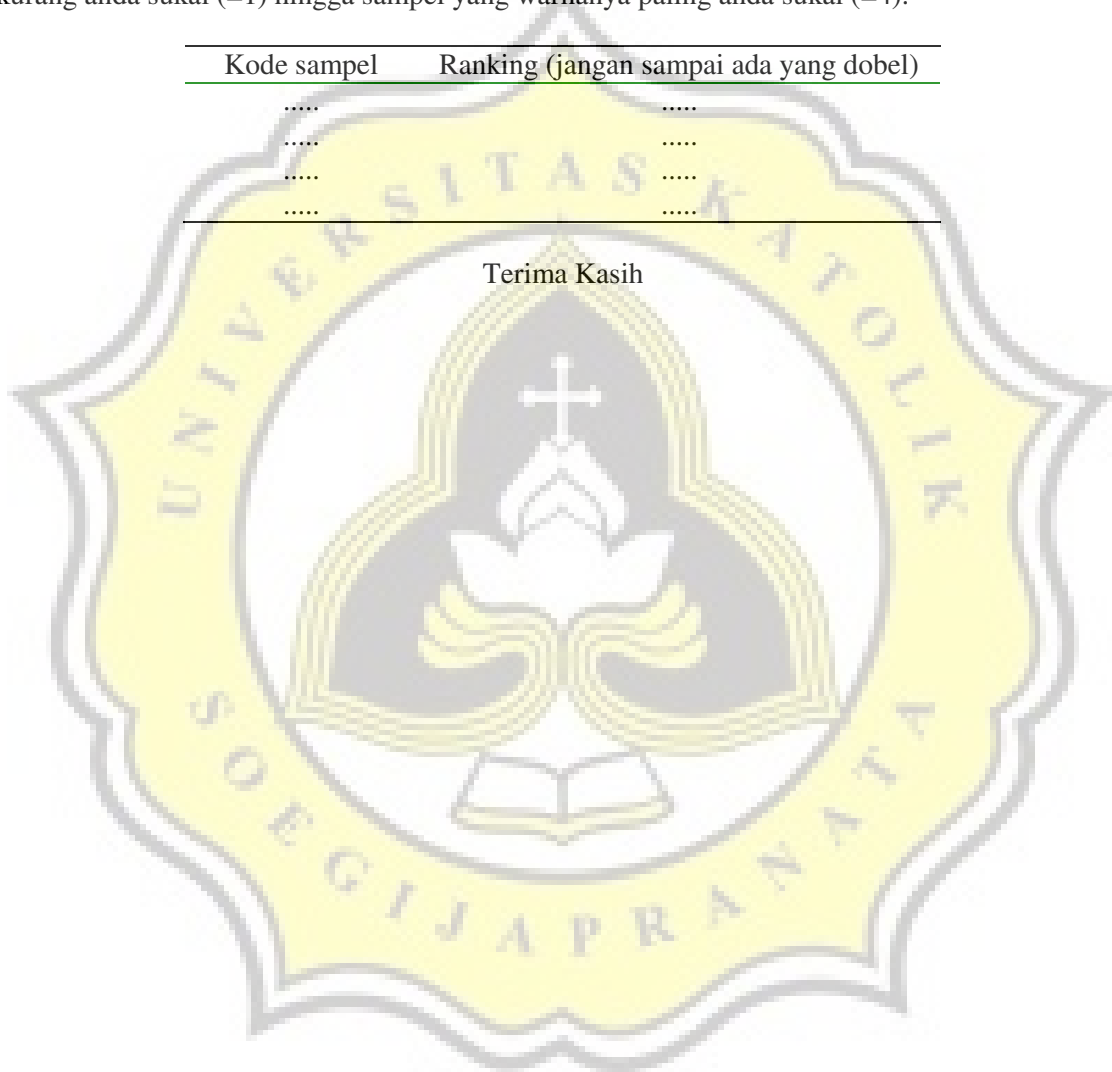 kurang anda sukai (=1) hingga sampel yang warnanya paling anda sukai (=4).
Kode sampel Ranking (jangan sampai ada yang dobel)
..... .....
..... .....
..... .....
..... .....
Terima Kasih
UNIVERSITAS KATOLIK
SOEGIJAPRANATA